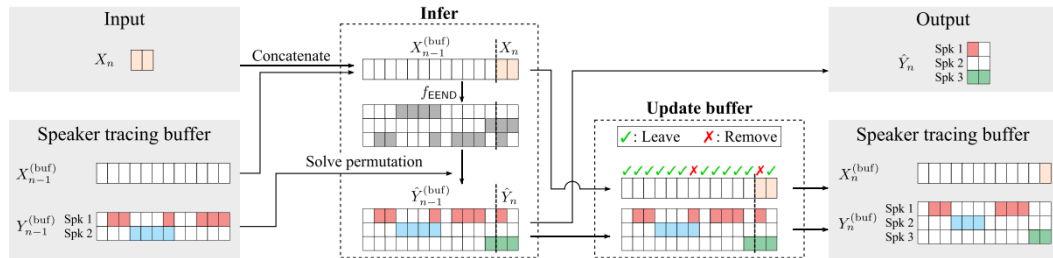 Input
X_n
Concatenate
Speaker tracing buffer
X_{n-1}^{(buf)}
Y_{n-1}^{(buf)} Spk 1
Spk 2
Solve permutation
Infer
X_{n-1}^{(buf)} X_n
f_{EEND}
Ŷ_{n-1}^{(buf)} Ŷ_n
Update buffer
✓: Leave ✗: Remove
✓✓✓✓✓✓✗✓✓✓✓✓✗✓
Output
Ŷ_n Spk 1
Spk 2
Spk 3
Speaker tracing buffer
X_n^{(buf)}
Y_n^{(buf)} Spk 1
Spk 2
Spk 3